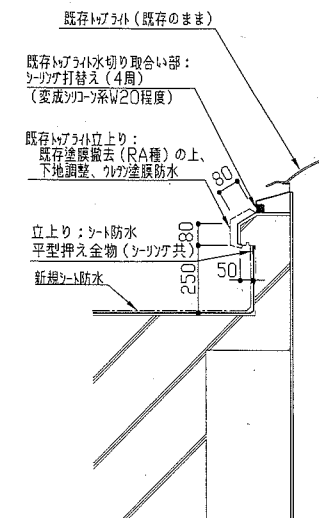 既存トップライト(既存のまま)
既存トップライト水切り取合い部:
シーリング打替え(4周)
(変成シリコーン系W20程度)
既存トップライト立上り:
既存塗膜撤去(RA種)の上、
下地調整、ウレタン塗膜防水
80
立上り:シート防水
平型押え金物(シーリング共)
80
50
250
新規シート防水